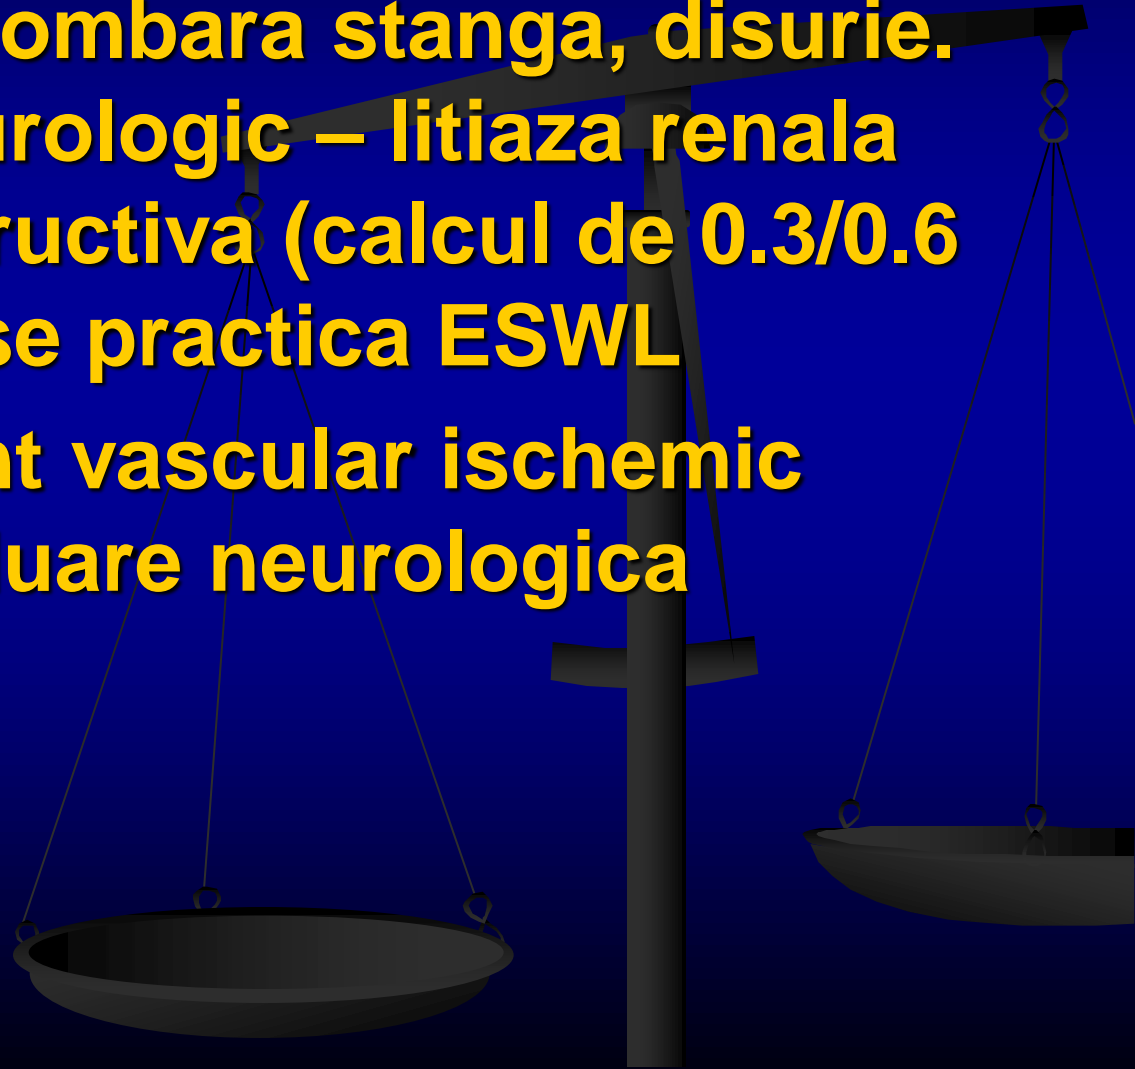 ombara stanga, disurie.
urologic – litiaza renala
ructiva (calcul de 0.3/0.6
se practica ESWL
nt vascular ischemic
luare neurologica